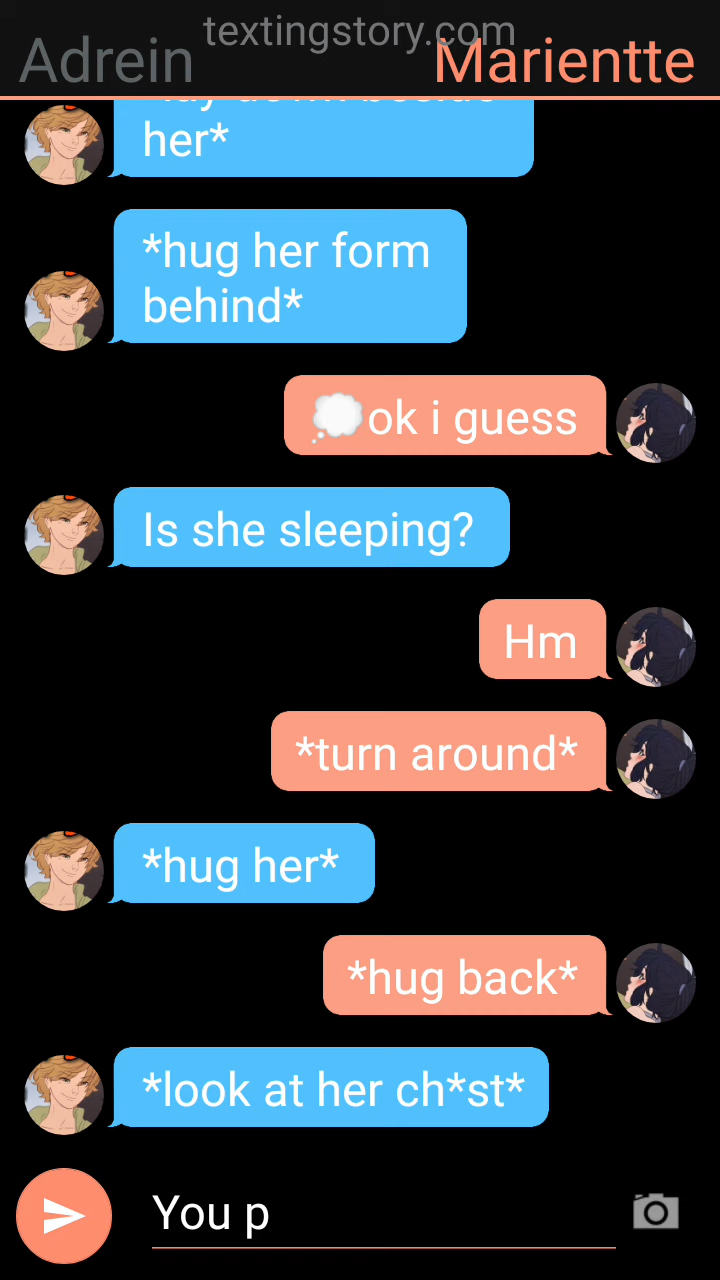 textingstory.com
Adrein
Marientte
her*
*hug her form
behind*
ok i guess
Is she sleeping?
Hm
*turn around*
*hug her*
*hug back*
*look at her ch*st*
You p